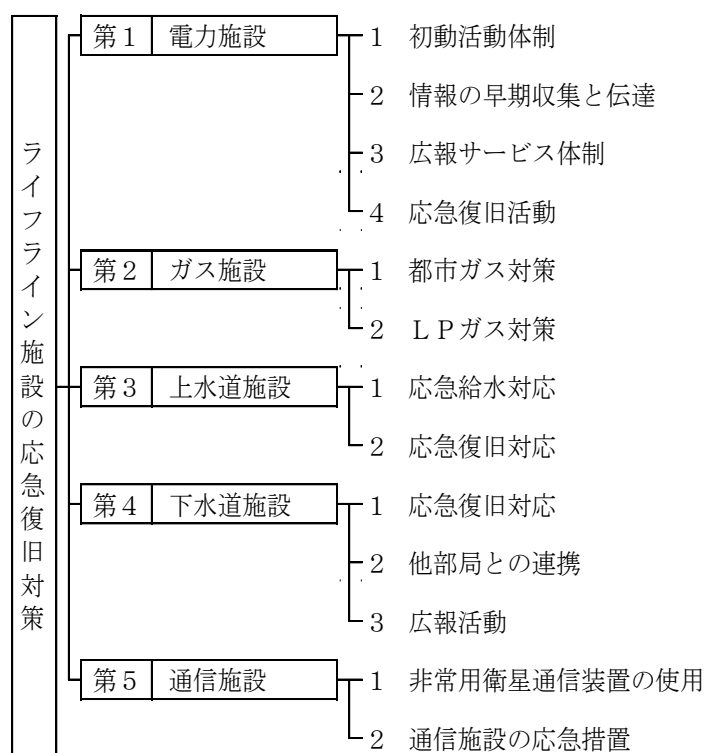 ライフライン施設の応急復旧対策
第１ 電力施設
１ 初動活動体制
２ 情報の早期収集と伝達
３ 広報サービス体制
４ 応急復旧活動
第２ ガス施設
１ 都市ガス対策
２ ＬＰガス対策
第３ 上水道施設
１ 応急給水対応
２ 応急復旧対応
第４ 下水道施設
１ 応急復旧対応
２ 他部局との連携
３ 広報活動
第５ 通信施設
１ 非常用衛星通信装置の使用
２ 通信施設の応急措置